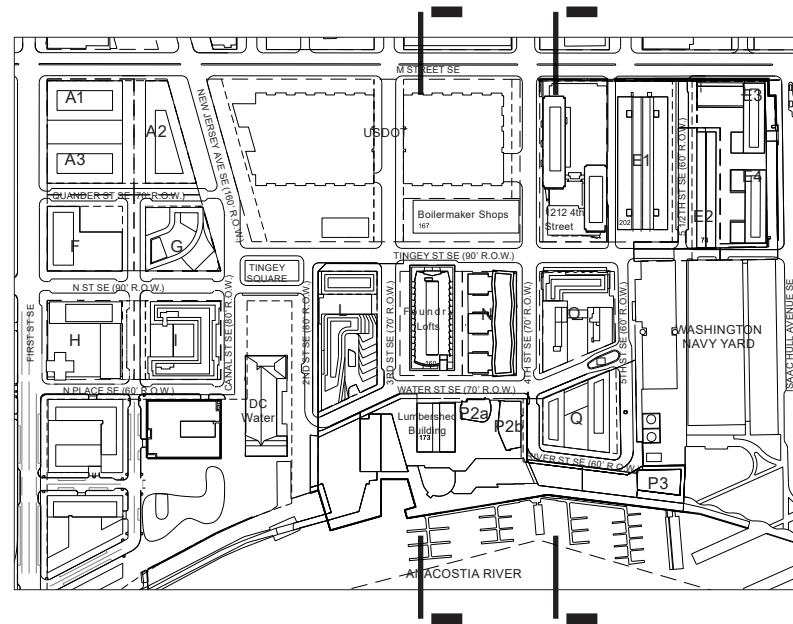 M STREET SE
A1
A2
A3
NEW JERSEY AVE SE (160' R.O.W.)
USDOT
E3
E1
E4
E2
202
74
5 1/2TH ST SE (60' R.O.W.)
QUANDER ST SE (70' R.O.W.)
Boilermaker Shops
167
1212 4th
Street
F
G
TINGEY ST SE (90' R.O.W.)
TINGEY
SQUARE
N ST SE (90' R.O.W.)
FIRST ST SE
H
I
CANAL ST SE (80' R.O.W.)
2ND ST SE (80' R.O.W.)
L
3RD ST SE (70' R.O.W.)
Foundry
Lofts
160
N
4TH ST SE (70' R.O.W.)
O
5TH ST SE (60' R.O.W.)
WASHINGTON
NAVY YARD
ISAAC HULL AVENUE SE
N PLACE SE (60' R.O.W.)
WATER ST SE (70' R.O.W.)
DC
Water
Lumbershed
Building
173
P2a
P2b
Q
RIVER ST SE (60' R.O.W.)
P3
ANACOSTIA RIVER